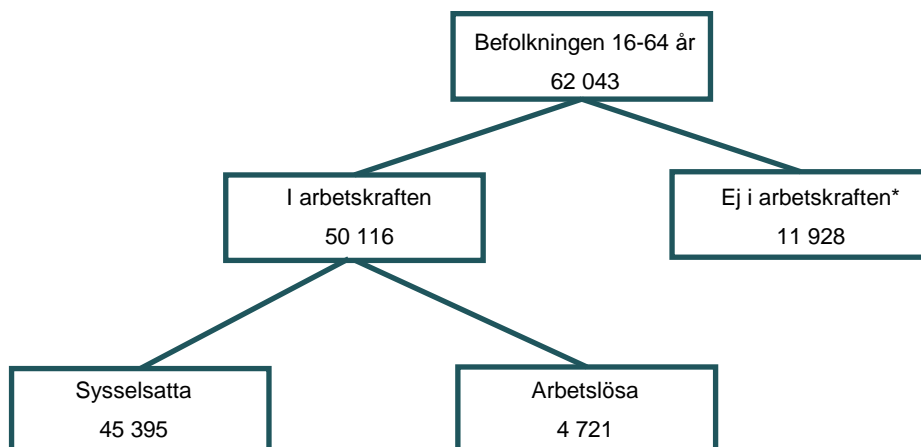 Befolkningen 16-64 år
62 043
I arbetskraften
50 116
Ej i arbetskraften*
11 928
Sysselsatta
45 395
Arbetslösa
4 721